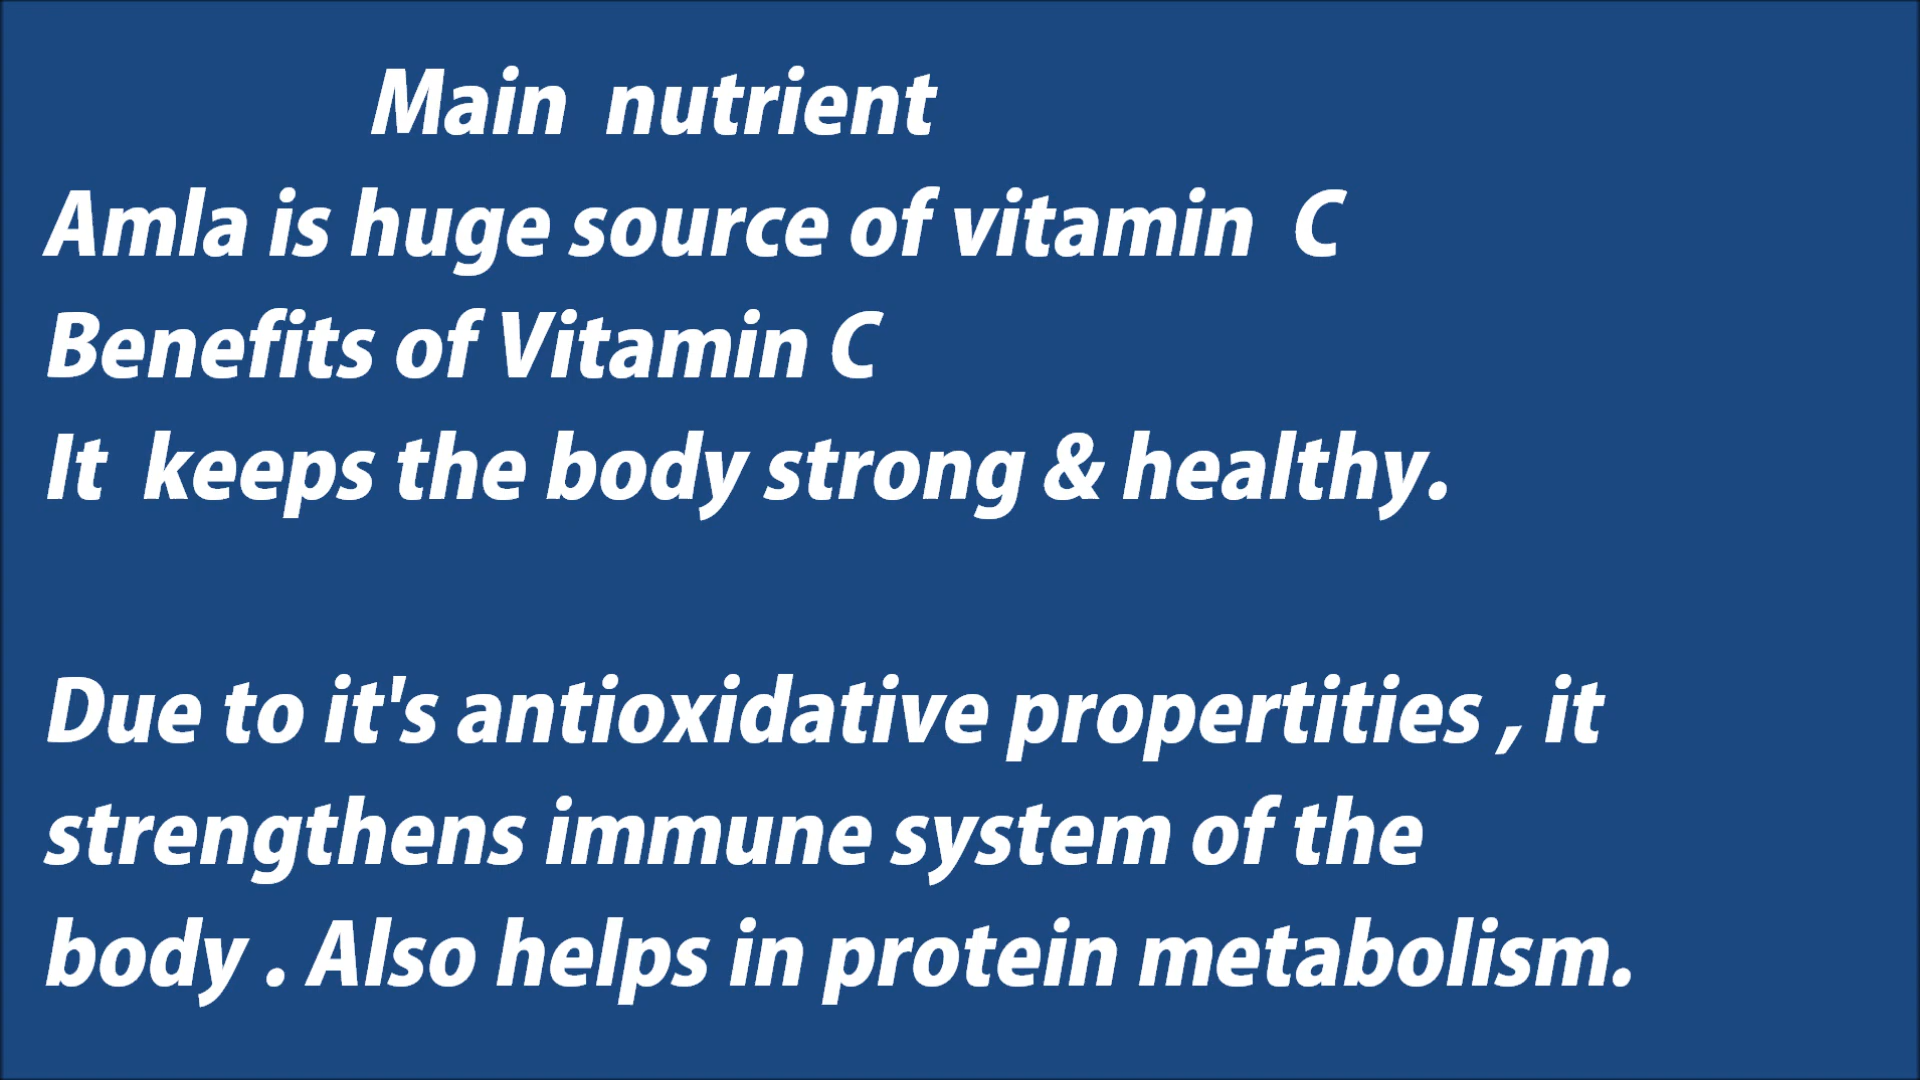 Main nutrient
Amla is huge source of vitamin C
Benefits of Vitamin C
It keeps the body strong & healthy.
Due to it's antioxidative propertities , it
strengthens immune system of the
body . Also helps in protein metabolism.